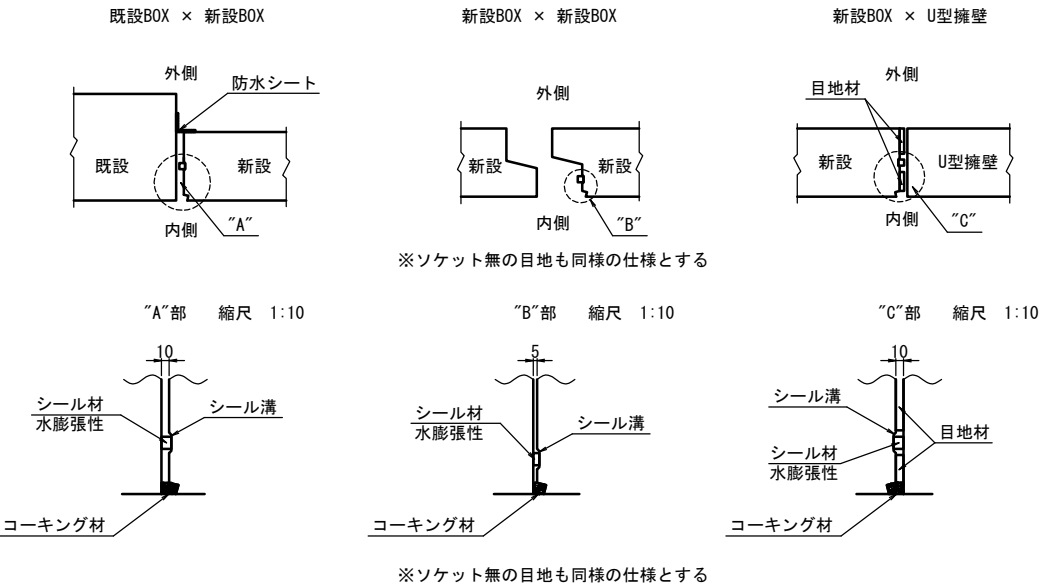 既設BOX × 新設BOX
新設BOX × 新設BOX
新設BOX × U型擁壁
外側
防水シート
既設
新設
内側
"A"
外側
新設
新設
内側
"B"
外側
目地材
新設
U型擁壁
内側
"C"
※ソケット無の目地も同様の仕様とする
"A"部 縮尺 1:10
"B"部 縮尺 1:10
"C"部 縮尺 1:10
10
シール材
水膨張性
シール溝
コーキング材
5
シール材
水膨張性
シール溝
コーキング材
10
シール溝
目地材
シール材
水膨張性
コーキング材
※ソケット無の目地も同様の仕様とする